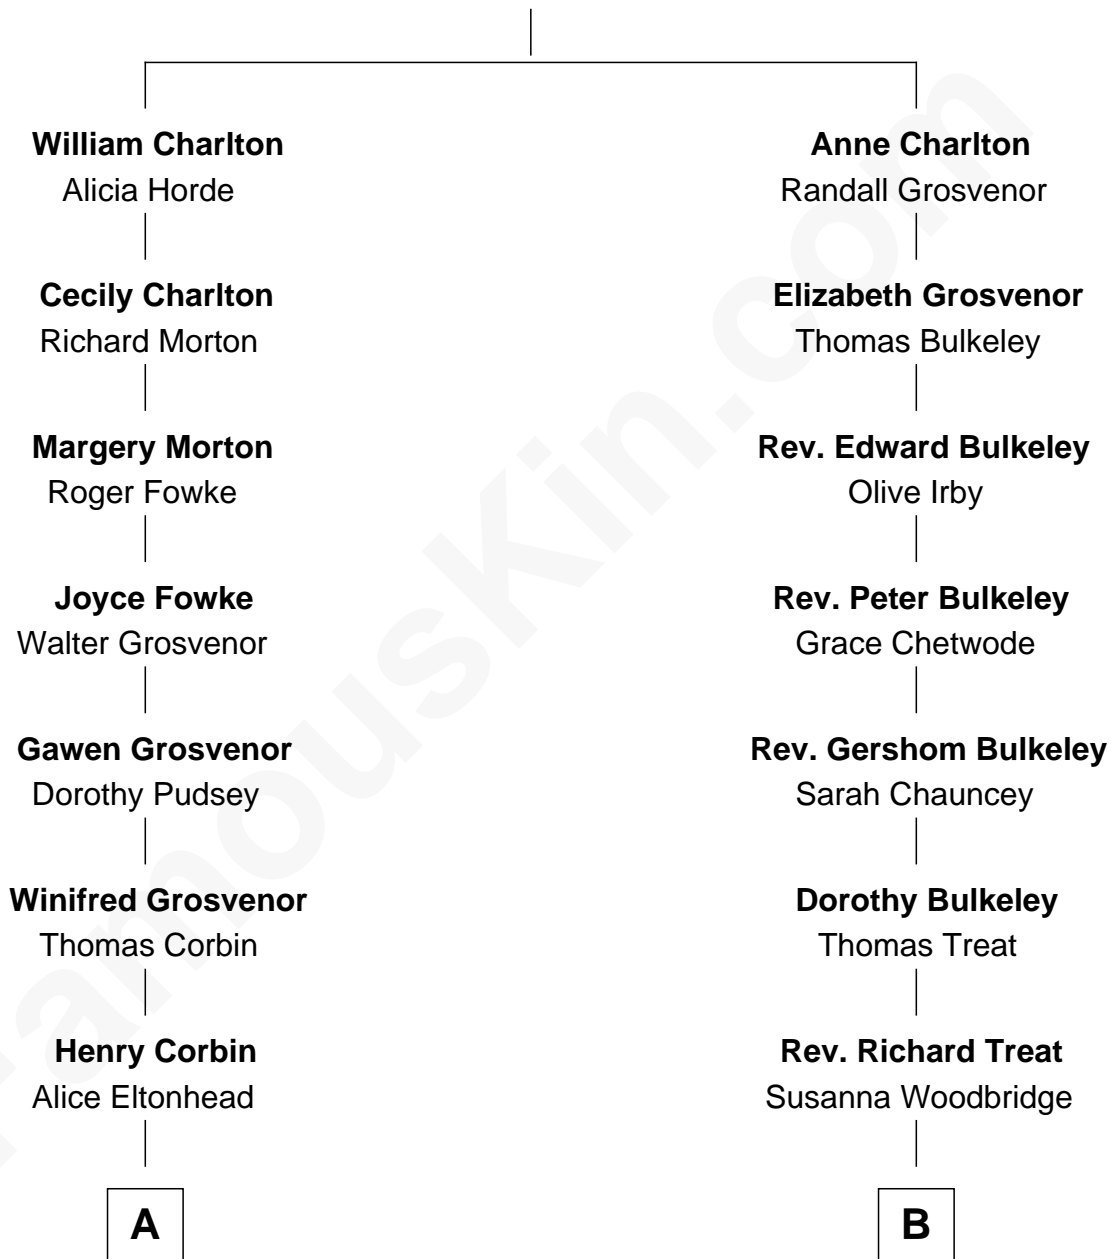 William Charlton
Alicia Horde
Cecily Charlton
Richard Morton
Margery Morton
Roger Fowke
Joyce Fowke
Walter Grosvenor
Gawen Grosvenor
Dorothy Pudsey
Winifred Grosvenor
Thomas Corbin
Henry Corbin
Alice Eltonhead
A
Anne Charlton
Randall Grosvenor
Elizabeth Grosvenor
Thomas Bulkeley
Rev. Edward Bulkeley
Olive Irby
Rev. Peter Bulkeley
Grace Chetwode
Rev. Gershom Bulkeley
Sarah Chauncey
Dorothy Bulkeley
Thomas Treat
Rev. Richard Treat
Susanna Woodbridge
B
FamousKin.com